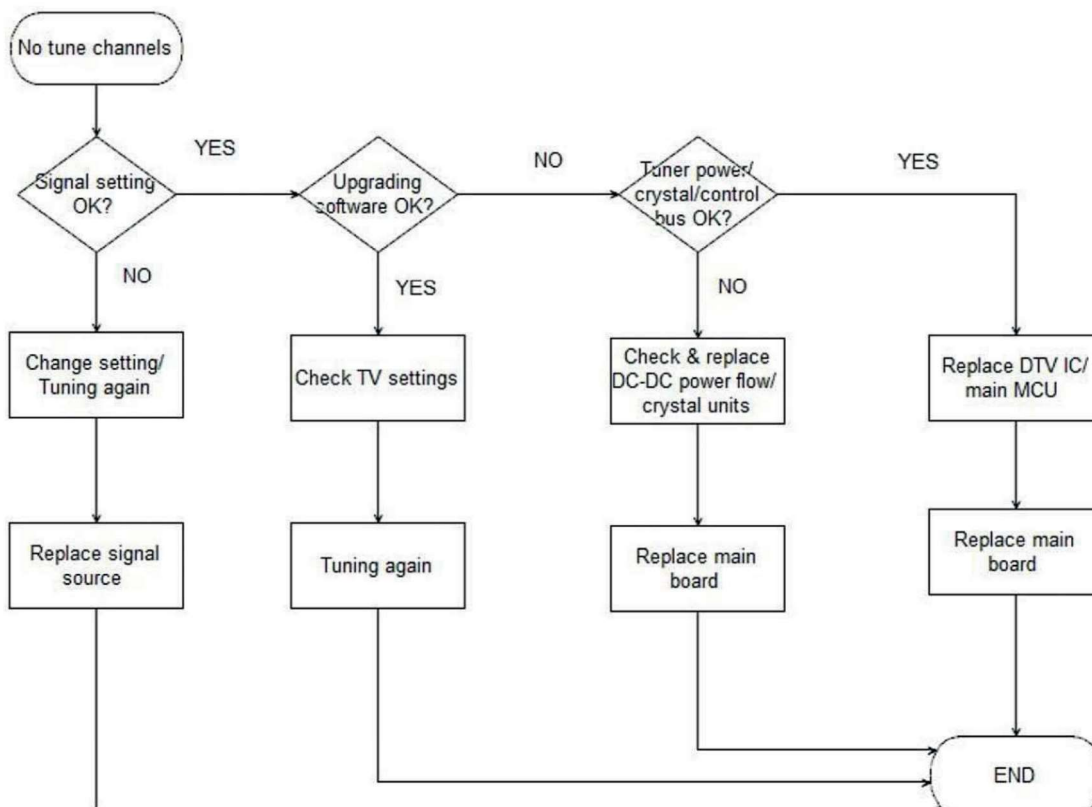 No tune channels
YES
NO
YES
Signal setting
OK?
Upgrading
software OK?
Tuner power/
crystal/control
bus OK?
NO
YES
NO
Change setting/
Tuning again
Check TV settings
Check & replace
DC-DC power flow/
crystal units
Replace DTV IC/
main MCU
Replace signal
source
Tuning again
Replace main
board
Replace main
board
END